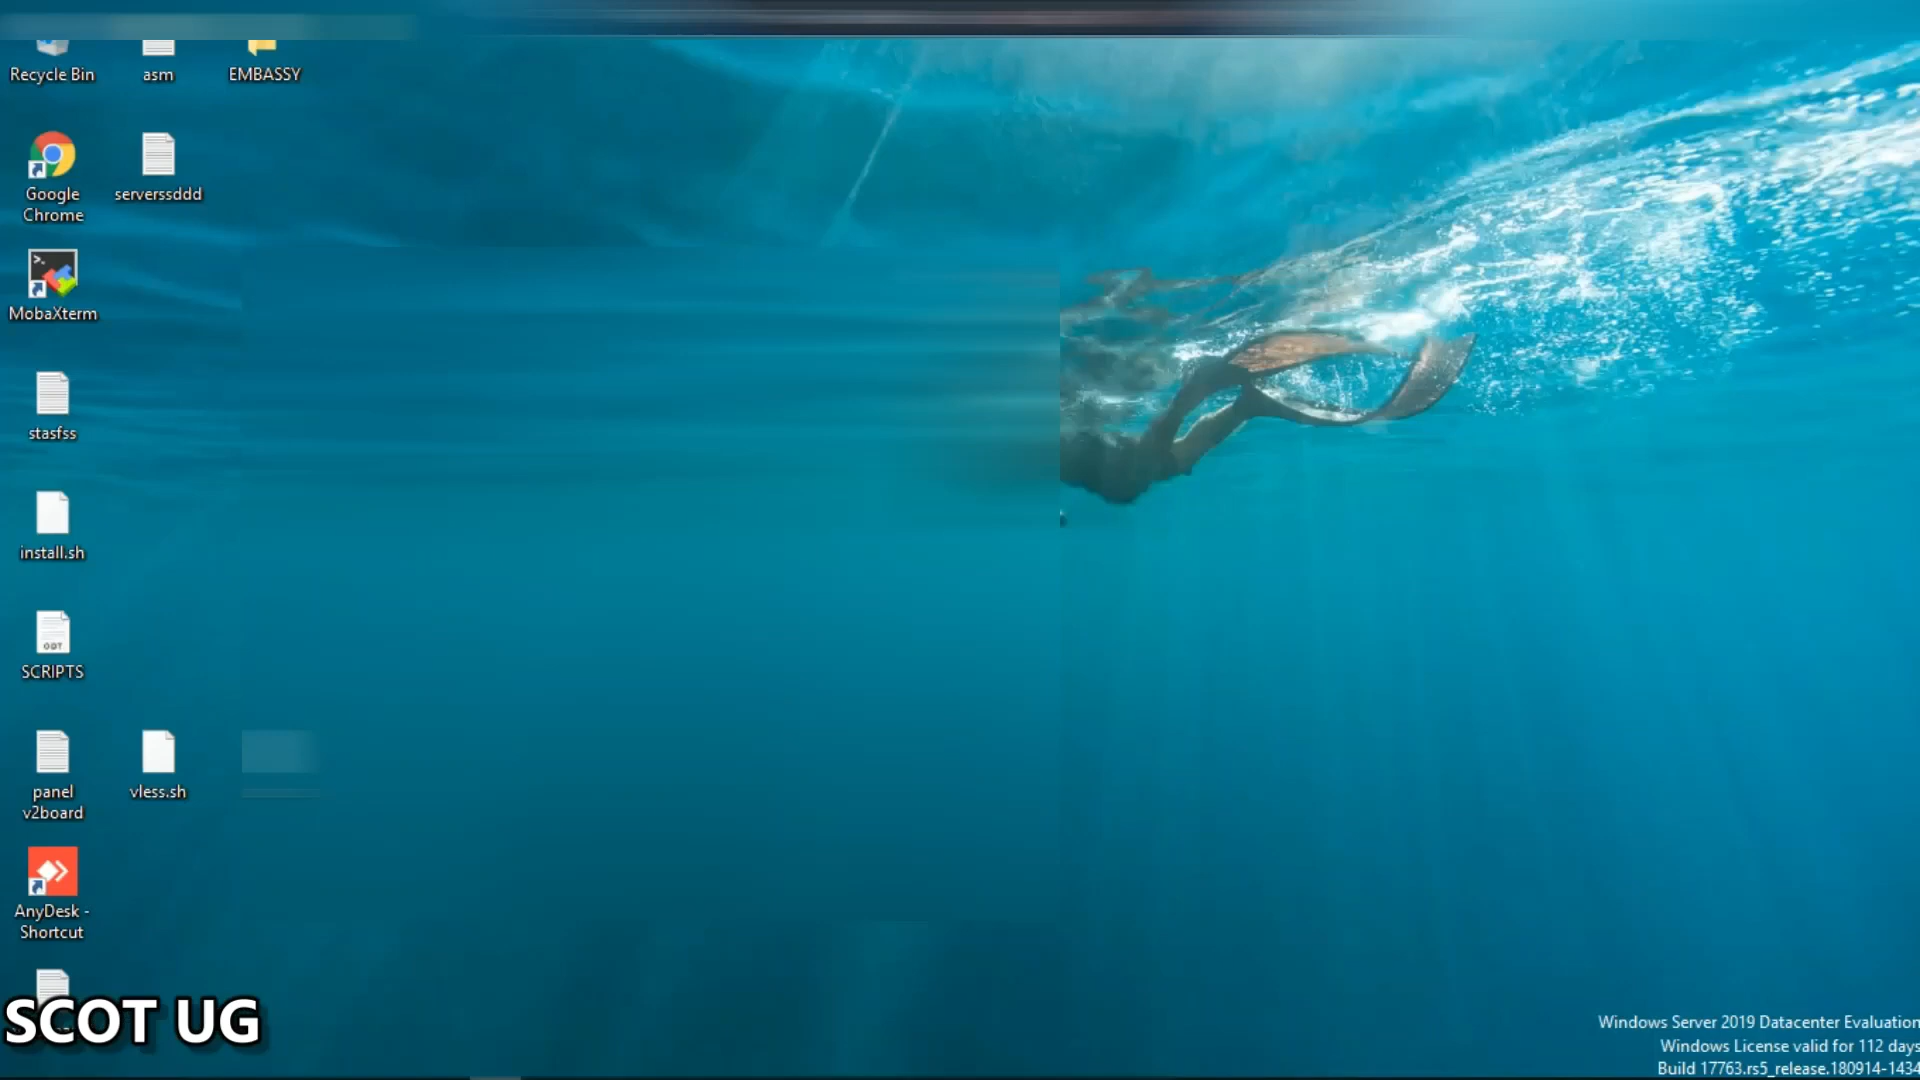 Recycle Bin
asm
EMBASSY
Google
Chrome
serverssddd
MobaXterm
stasfss
install.sh
SCRIPTS
ODT
panel
v2board
vless.sh
AnyDesk -
Shortcut
SCOT UG
Windows Server 2019 Datacenter Evaluation
Windows License valid for 112 days
Build 17763.rs5_release.180914-1434